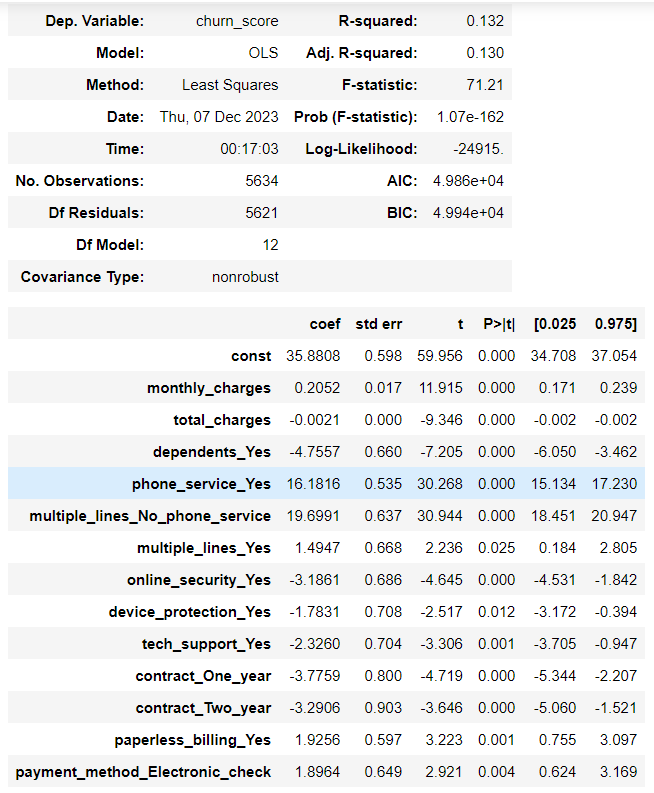 Dep. Variable: churn_score R-squared: 0.132
Model: OLS Adj. R-squared: 0.130
Method: Least Squares F-statistic: 71.21
Date: Thu, 07 Dec 2023 Prob (F-statistic): 1.07e-162
Time: 00:17:03 Log-Likelihood: -24915.
No. Observations: 5634 AIC: 4.986e+04
Df Residuals: 5621 BIC: 4.994e+04
Df Model: 12
Covariance Type: nonrobust
coef std err t P>|t| [0.025 0.975]
const 35.8808 0.598 59.956 0.000 34.708 37.054
monthly_charges 0.2052 0.017 11.915 0.000 0.171 0.239
total_charges -0.0021 0.000 -9.346 0.000 -0.002 -0.002
dependents_Yes -4.7557 0.660 -7.205 0.000 -6.050 -3.462
phone_service_Yes 16.1816 0.535 30.268 0.000 15.134 17.230
multiple_lines_No_phone_service 19.6991 0.637 30.944 0.000 18.451 20.947
multiple_lines_Yes 1.4947 0.668 2.236 0.025 0.184 2.805
online_security_Yes -3.1861 0.686 -4.645 0.000 -4.531 -1.842
device_protection_Yes -1.7831 0.708 -2.517 0.012 -3.172 -0.394
tech_support_Yes -2.3260 0.704 -3.306 0.001 -3.705 -0.947
contract_One_year -3.7759 0.800 -4.719 0.000 -5.344 -2.207
contract_Two_year -3.2906 0.903 -3.646 0.000 -5.060 -1.521
paperless_billing_Yes 1.9256 0.597 3.223 0.001 0.755 3.097
payment_method_Electronic_check 1.8964 0.649 2.921 0.004 0.624 3.169